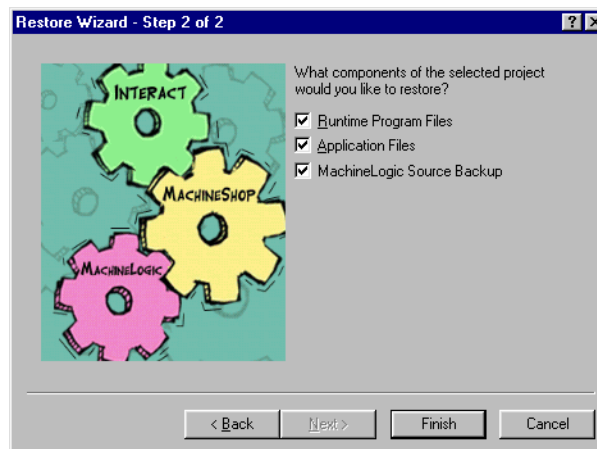 Restore Wizard - Step 2 of 2
INTERACT
MACHINESHOP
MACHINELOGIC
What components of the selected project
would you like to restore?
Runtime Program Files
Application Files
MachineLogic Source Backup
< Back
Next >
Finish
Cancel